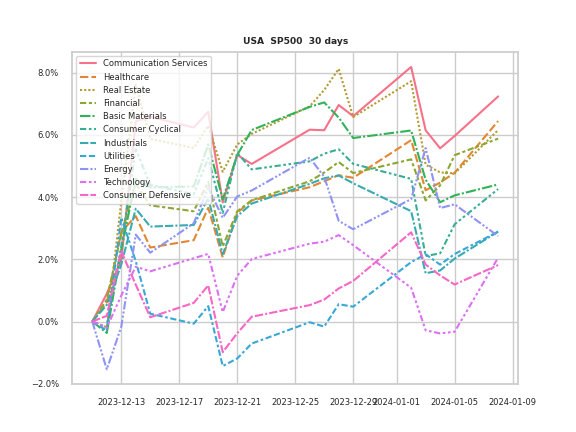 USA  SP500  30 days
8.0%
6.0%
4.0%
2.0%
0.0%
−2.0%
Communication Services
Healthcare
Real Estate
Financial
Basic Materials
Consumer Cyclical
Industrials
Utilities
Energy
Technology
Consumer Defensive
2023-12-13
2023-12-17
2023-12-21
2023-12-25
2023-12-29
2024-01-01
2024-01-05
2024-01-09